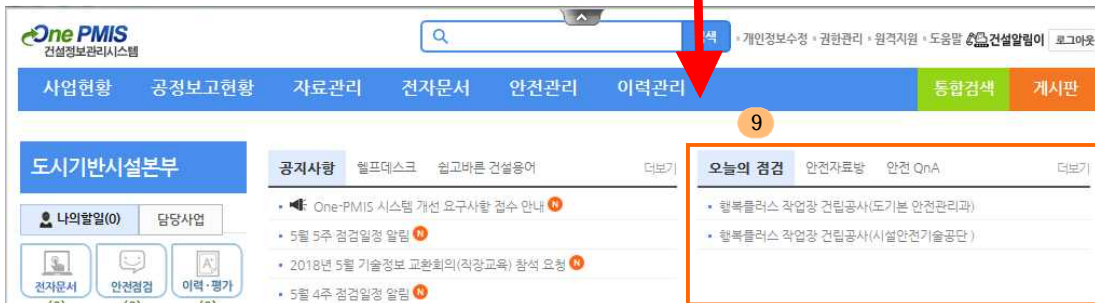 One PMIS
건설정보관리시스템
개인정보수정 권한관리 원격지원 도움말 건설알림이 로그아웃
사업현황 공정보고현황 자료관리 전자문서 안전관리 이력관리 통합검색 게시판
9
도시기반시설본부
공지사항 헬프데스크 쉽고바른 건설용어 더보기
오늘의 점검 안전자료방 안전 QnA 더보기
나의할일(0) 담당사업
One-PMIS 시스템 개선 요구사항 접수 안내 N
5월 5주 점검일정 알림 N
2018년 5월 기술정보 교환회의(직장교육) 참석 요청 N
5월 4주 점검일정 알림 N
행복플러스 작업장 건립공사(도기본 안전관리과)
행복플러스 작업장 건립공사(시설안전기술공단)
전자문서 안전점검 이력·평가